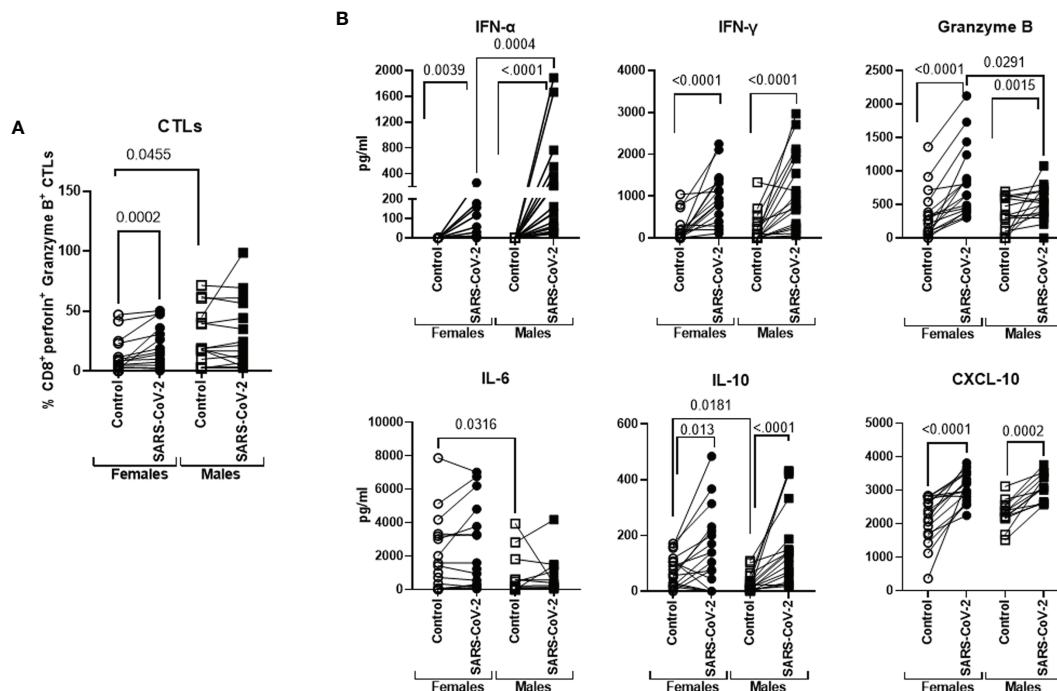 A
CTLs
% CD8+perforin+ Granzyme B+ CTLs
150
100
50
0
0.0455
0.0002
Control
SARS-CoV-2
Control
SARS-CoV-2
Females
Males
B
IFN-α
pg/ml
2000
1600
1200
800
400
200
100
0
0.0004
0.0039
<.0001
Control
SARS-CoV-2
Control
SARS-CoV-2
Females
Males
IFN-γ
4000
3000
2000
1000
0
<0.0001
<0.0001
Control
SARS-CoV-2
Control
SARS-CoV-2
Females
Males
Granzyme B
2500
2000
1500
1000
500
0
<0.0001
0.0291
0.0015
Control
SARS-CoV-2
Control
SARS-CoV-2
Females
Males
IL-6
pg/ml
10000
8000
6000
4000
2000
0
0.0316
Control
SARS-CoV-2
Control
SARS-CoV-2
Females
Males
IL-10
600
400
200
0
0.0181
0.013
<.0001
Control
SARS-CoV-2
Control
SARS-CoV-2
Females
Males
CXCL-10
5000
4000
3000
2000
1000
0
<0.0001
0.0002
Control
SARS-CoV-2
Control
SARS-CoV-2
Females
Males